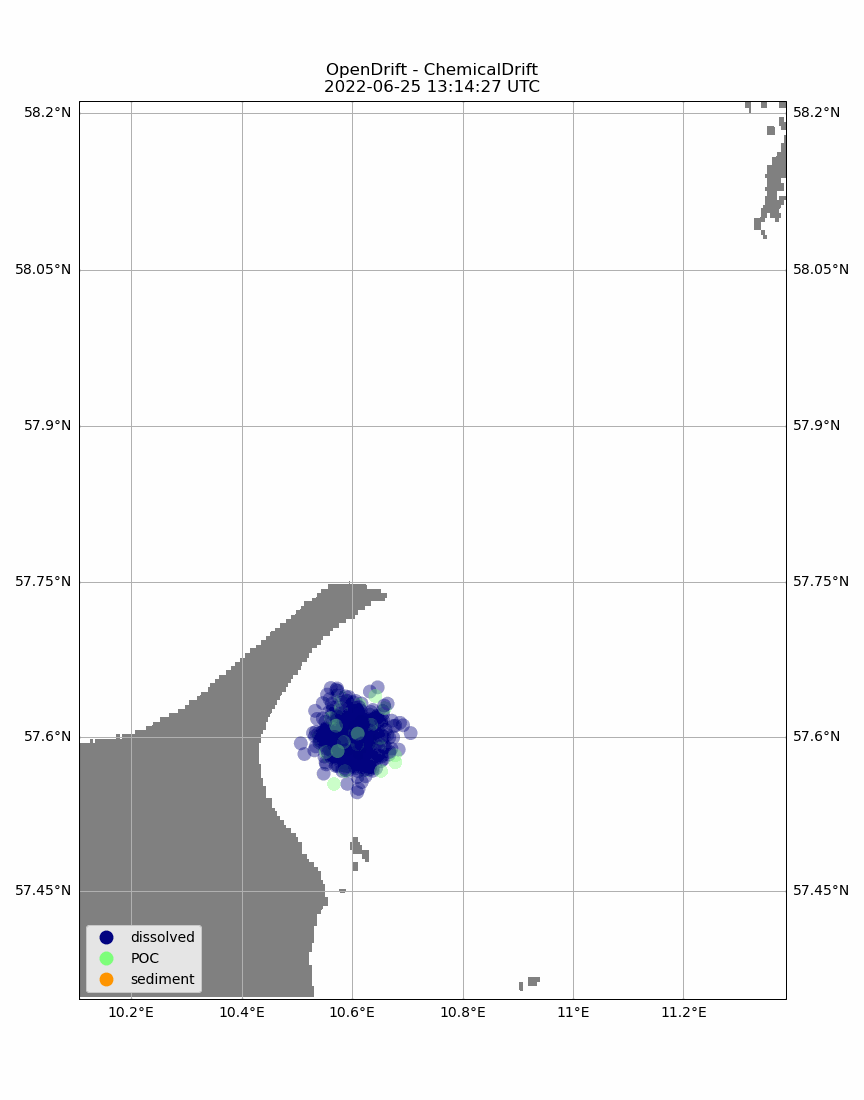 OpenDrift - ChemicalDrift
2022-06-25 13:14:27 UTC
58.2°N 58.2°N
58.05°N 58.05°N
57.9°N 57.9°N
57.75°N 57.75°N
57.6°N 57.6°N
57.45°N 57.45°N
dissolved
POC
sediment
10.2°E 10.4°E 10.6°E 10.8°E 11°E 11.2°E